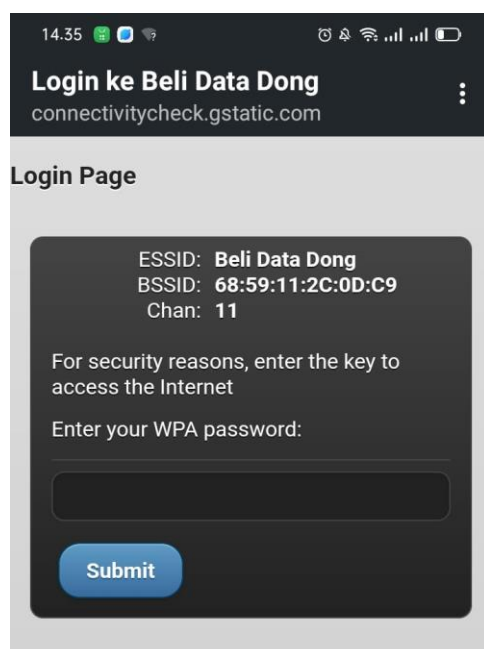 14.35
Login ke Beli Data Dong
connectivitycheck.gstatic.com
Login Page
ESSID: Beli Data Dong
BSSID: 68:59:11:2C:0D:C9
Chan: 11
For security reasons, enter the key to
access the Internet
Enter your WPA password:
Submit